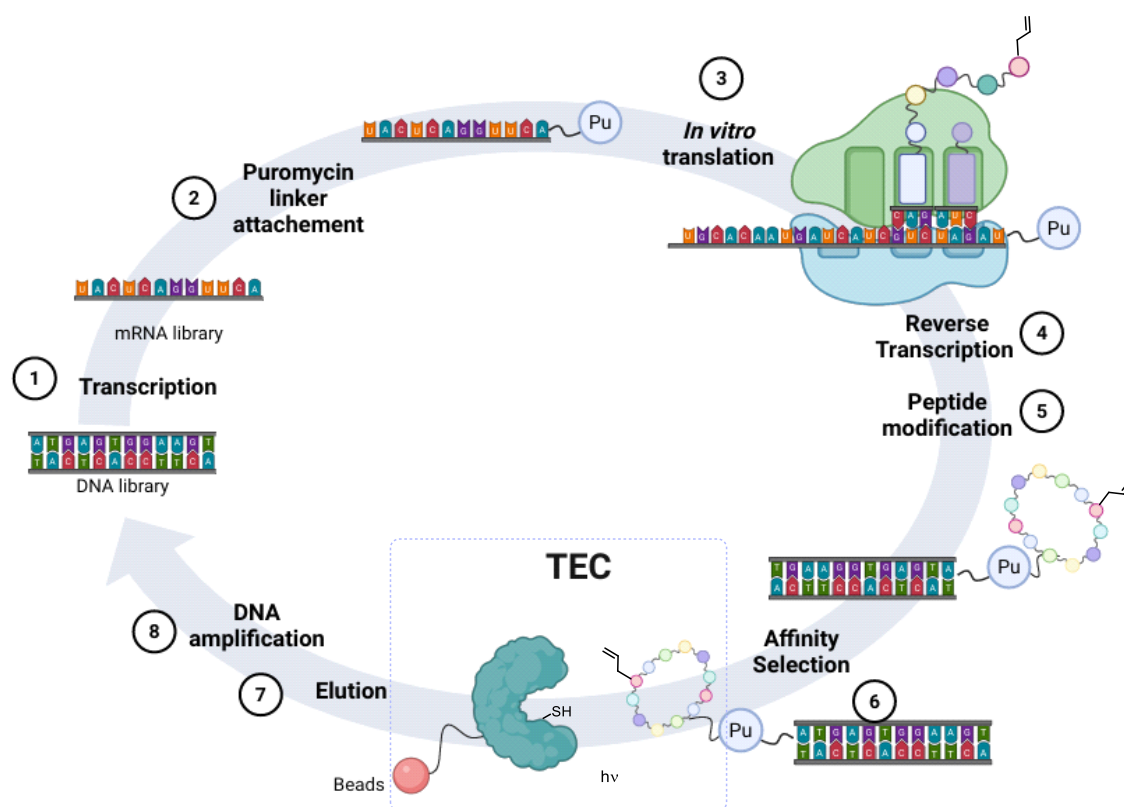 3
In vitro
translation
U A C U C A G G U U C A
Pu
2
Puromycin
linker
attachement
C A G A U C
U G C A C A A U G A U C A U C G U C U A G A U
Pu
U A C U C A G G U U C A
mRNA library
Reverse
Transcription
4
1
Transcription
Peptide
modification
5
A T G A G T G G A A G T
T A C T C A C C T T C A
DNA library
TEC
T G A A G G T G A G T A
A C T T C C A C T C A T
Pu
8
DNA
amplification
Affinity
Selection
6
7
Elution
SH
Pu
A T G A G T G G A A G T
T A C T C A C C T T C A
Beads
hν